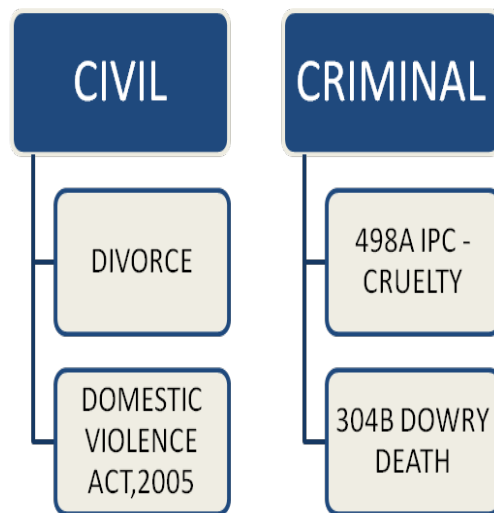 CIVIL
DIVORCE
DOMESTIC
VIOLENCE
ACT,2005
CRIMINAL
498A IPC -
CRUELTY
304B DOWRY
DEATH